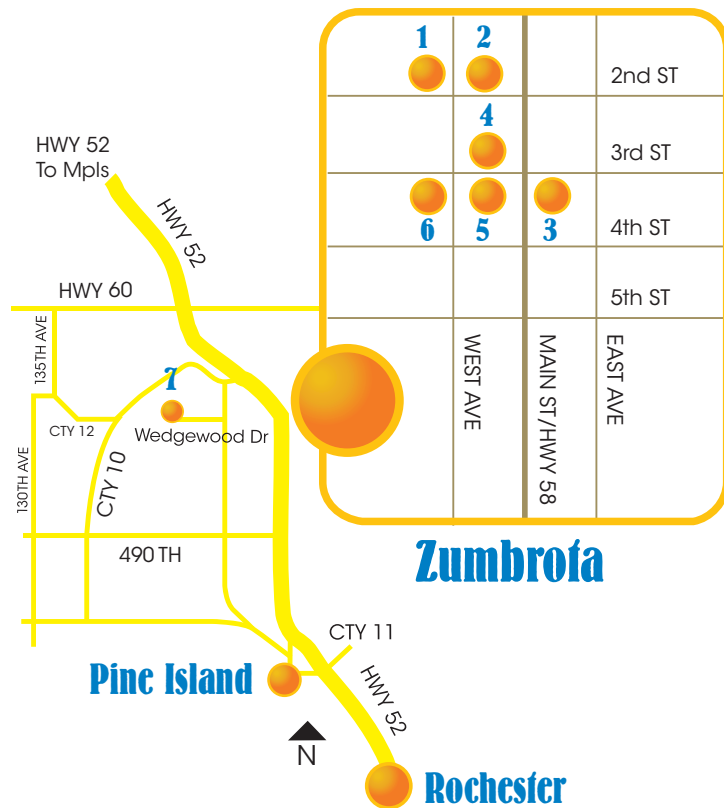 1
2
2nd ST
4
3rd ST
6
5
3
4th ST
5th ST
WEST AVE
MAIN ST/HWY 58
EAST AVE
Zumbrota
HWY 52
To Mpls
HWY 52
HWY 60
135TH AVE
7
CTY 12
Wedgewood Dr
130TH AVE
CTY 10
490 TH
CTY 11
Pine Island
HWY 52
N
Rochester